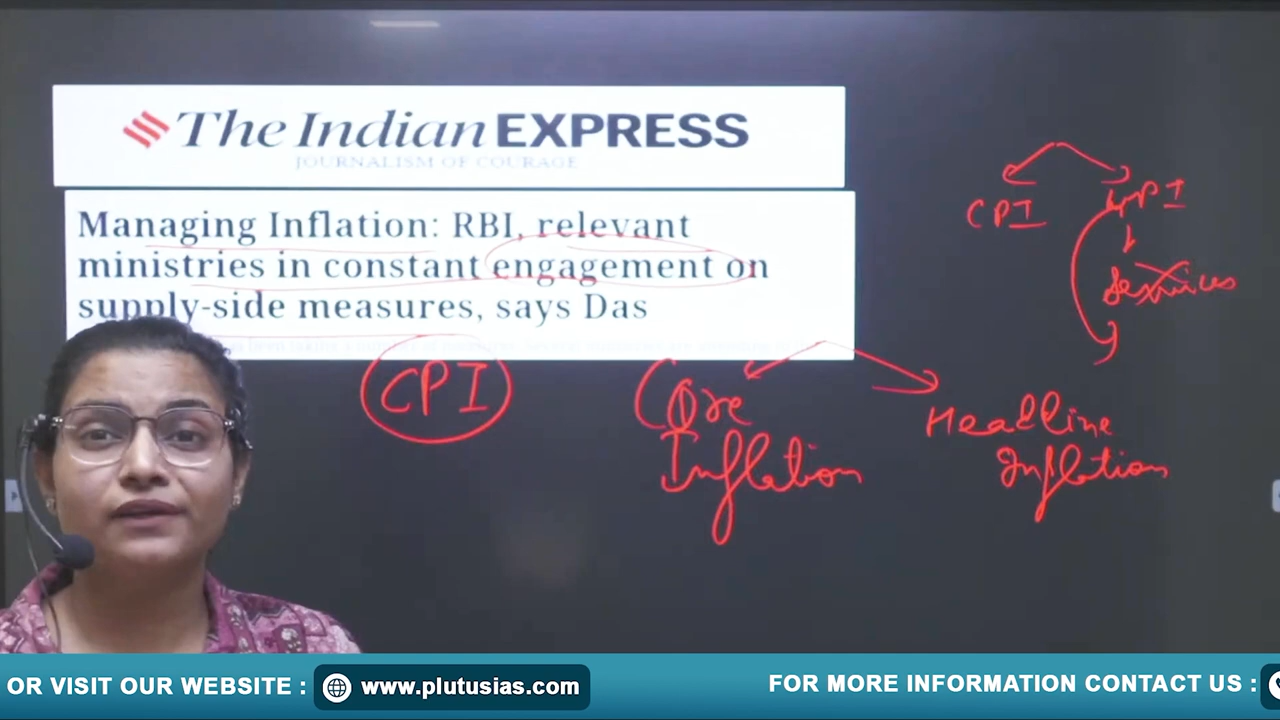 The Indian EXPRESS
JOURNALISM OF COURAGE
Managing Inflation: RBI, relevant
ministries in constant engagement on
supply-side measures, says Das
CPI
WPI
Services
CPI
Core
Inflation
Headline
Inflation
OR VISIT OUR WEBSITE :
www.plutusias.com
FOR MORE INFORMATION CONTACT US :